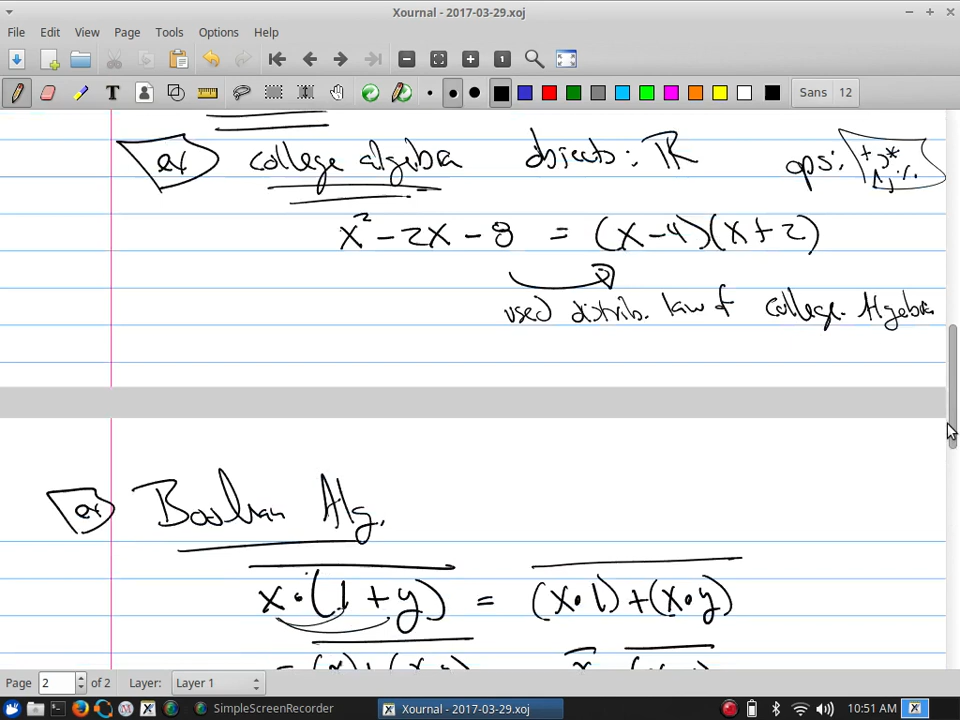 Xournal - 2017-03-29.xoj
File Edit View Page Tools Options Help
Sans 12
ex college algebra objects: ℝ ops: + , * ^, ÷
x² - 2x - 8 = (x-4)(x+2)
used distrib. law of college. Algebra
ex Boolean Alg.
x·(1+y) = (x·1)+(x·y)
Page 2 of 2 Layer: Layer 1
SimpleScreenRecorder Xournal - 2017-03-29.xoj 10:51 AM